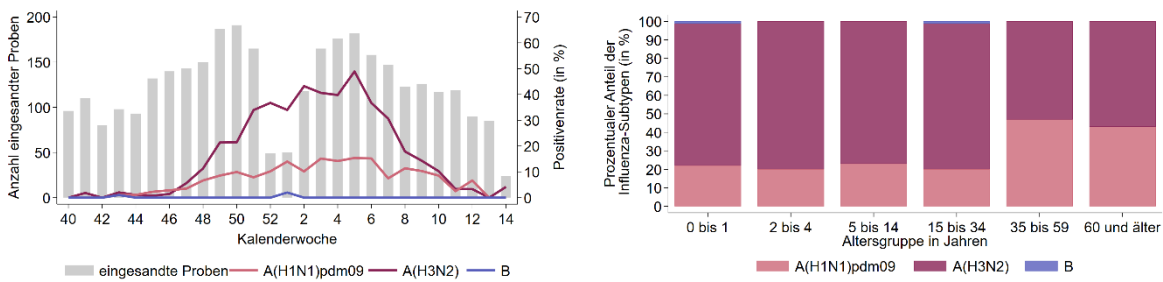 Anzahl eingesandter Proben
200
150
100
50
0
70
60
50
40
30
20
10
0
Positivenrate (in %)
40 42 44 46 48 50 52 2 4 6 8 10 12 14
Kalenderwoche
eingesandte Proben A(H1N1)pdm09 A(H3N2) B
Prozentualer Anteil der
Influenza-Subtypen (in %)
100
90
80
70
60
50
40
30
20
10
0
0 bis 1 2 bis 4 5 bis 14 15 bis 34 35 bis 59 60 und älter
Altersgruppe in Jahren
A(H1N1)pdm09 A(H3N2) B